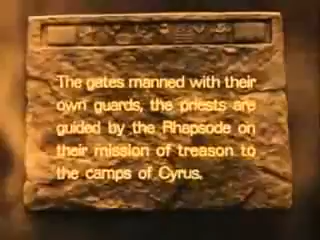 The gates manned with their
own guards, the priests are
guided by the Rhapsode on
their mission of treason to
the camps of Cyrus.